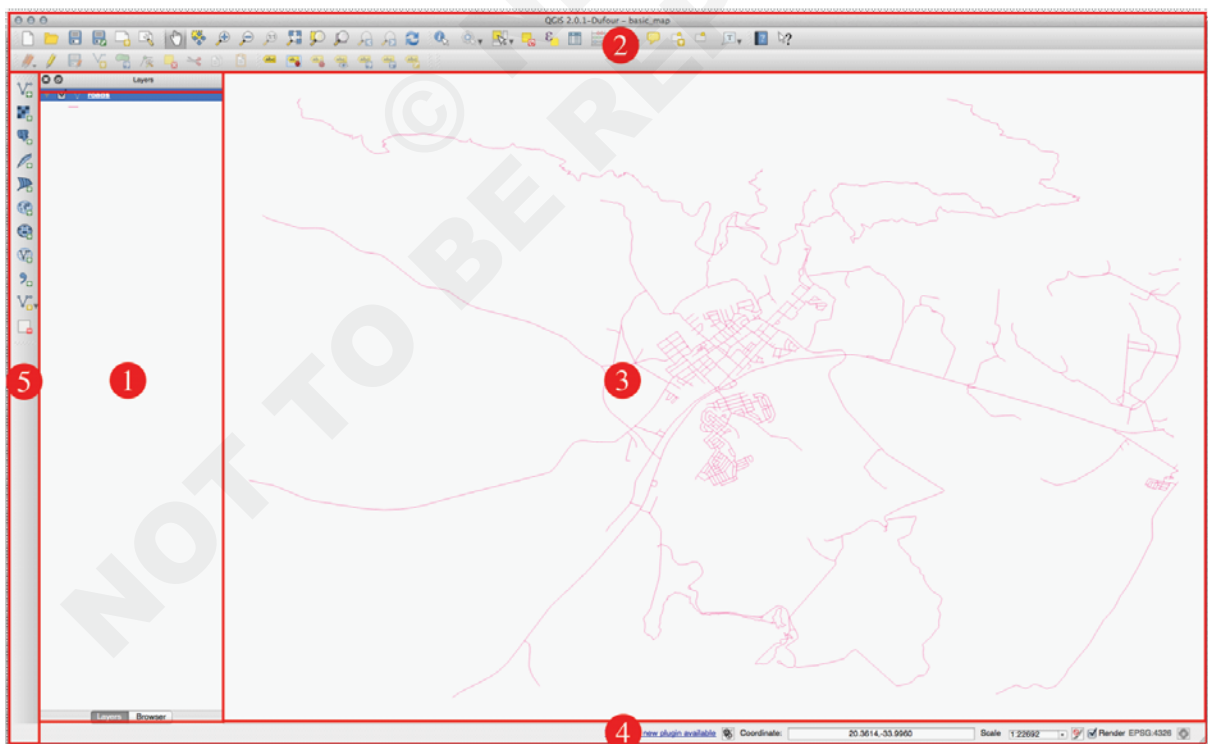 QGIS 2.0.1-Dufour - basic_map
2
Layers
roads
5
1
3
Layers Browser
4
new plugin available Coordinate: 20.3614,-33.9960 Scale 1:22692 Render EPSG:4326
© N
NOT TO BE RE